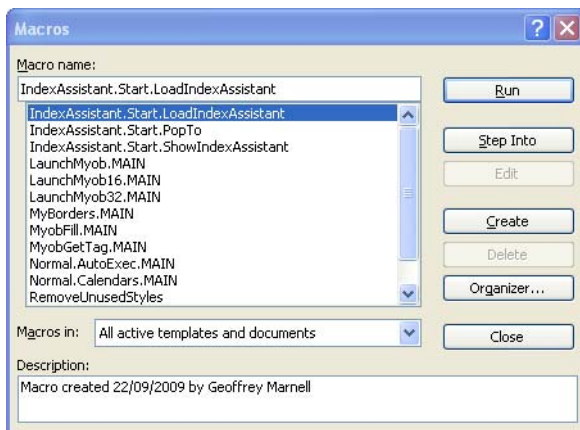 Macros
Macro name:
IndexAssistant.Start.LoadIndexAssistant
Run
IndexAssistant.Start.LoadIndexAssistant
IndexAssistant.Start.PopTo
Step Into
IndexAssistant.Start.ShowIndexAssistant
LaunchMyob.MAIN
Edit
LaunchMyob16.MAIN
LaunchMyob32.MAIN
MyBorders.MAIN
Create
MyobFill.MAIN
MyobGetTag.MAIN
Delete
Normal.AutoExec.MAIN
Normal.Calendars.MAIN
Organizer...
RemoveUnusedStyles
Macros in:
All active templates and documents
Close
Description:
Macro created 22/09/2009 by Geoffrey Marnell